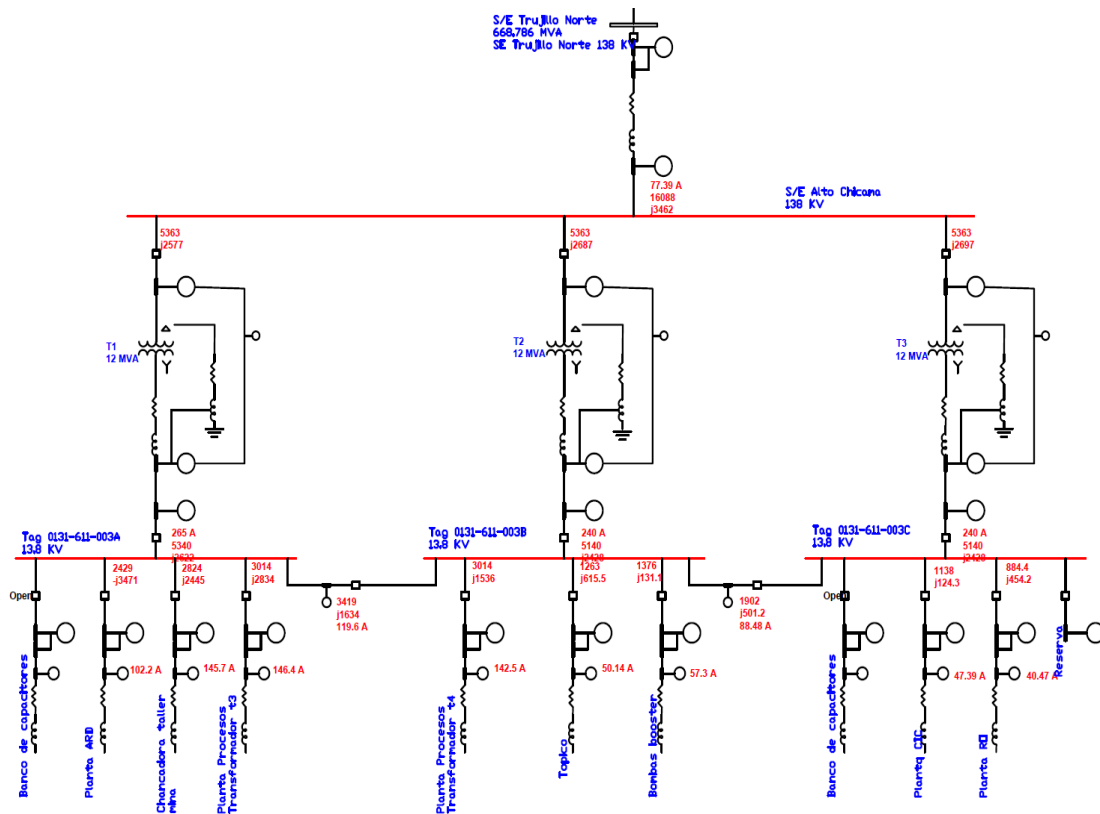 S/E Trujillo Norte
668,786 MVA
SE Trujillo Norte 138 KV
77.39 A
16088
j3462
S/E Alto Chicama
138 KV
5363
j2577
5363
j2687
5363
j2697
T1
12 MVA
T2
12 MVA
T3
12 MVA
Tag 0131-611-003A
13.8 KV
265 A
5340
Tag 0131-611-003B
13.8 KV
240 A
5140
j2428
Tag 0131-611-003C
13.8 KV
240 A
5140
j2428
2429
-j3471
2824
j2445
3014
j2834
3014
j1536
1263
j615.5
1376
j131.1
1138
j124.3
884.4
j454.2
Open
Open
3419
j1634
119.6 A
1902
j501.2
88.48 A
102.2 A
145.7 A
146.4 A
142.5 A
50.14 A
57.3 A
47.39 A
40.47 A
Banco de capacitores
Planta ARD
Chancadora taller
mina
Planta Procesos
Transformador t3
Planta Procesos
Transformador t4
Topico
Bombas booster
Banco de capacitores
Planta CIC
Planta RO
Reserva